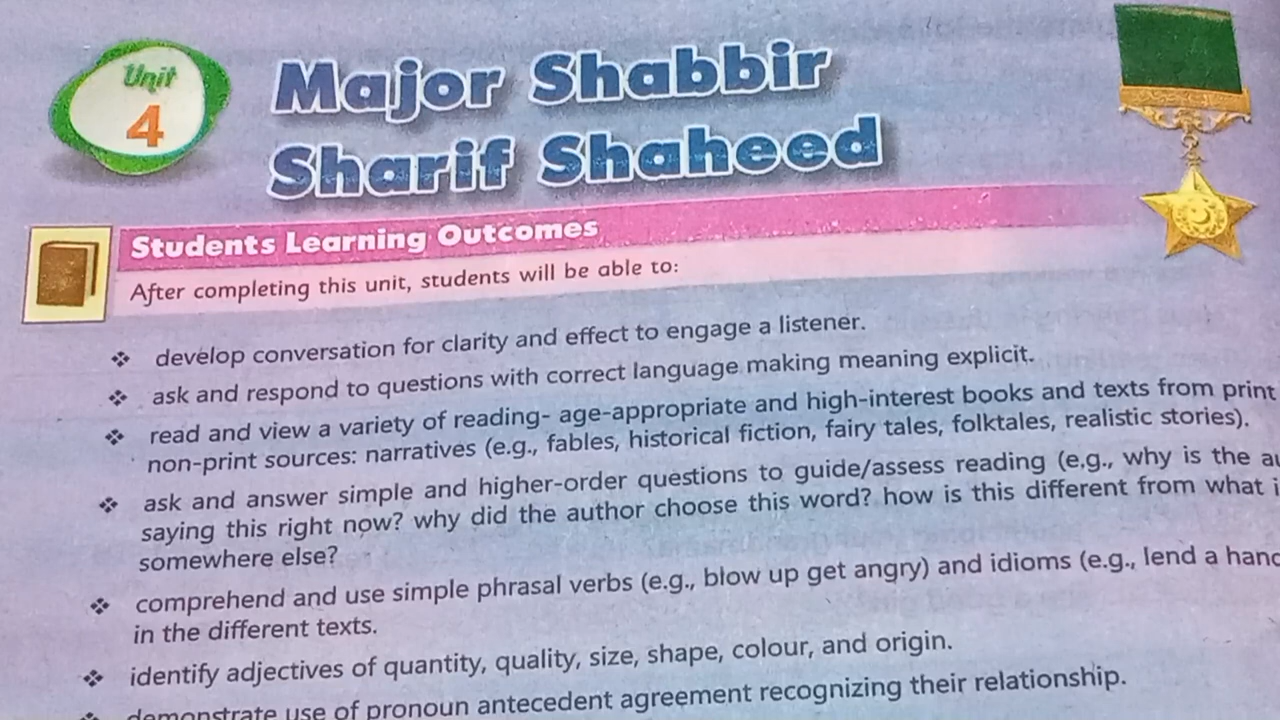 Unit
4
Major Shabbir
Sharif Shaheed
Students Learning Outcomes
After completing this unit, students will be able to:
❖ develop conversation for clarity and effect to engage a listener.
❖ ask and respond to questions with correct language making meaning explicit.
❖ read and view a variety of reading- age-appropriate and high-interest books and texts from print
non-print sources: narratives (e.g., fables, historical fiction, fairy tales, folktales, realistic stories).
❖ ask and answer simple and higher-order questions to guide/assess reading (e.g., why is the
saying this right now? why did the author choose this word? how is this different from what
somewhere else?
❖ comprehend and use simple phrasal verbs (e.g., blow up get angry) and idioms (e.g., lend a
in the different texts.
❖ identify adjectives of quantity, quality, size, shape, colour, and origin.
❖ demonstrate use of pronoun antecedent agreement recognizing their relationship.